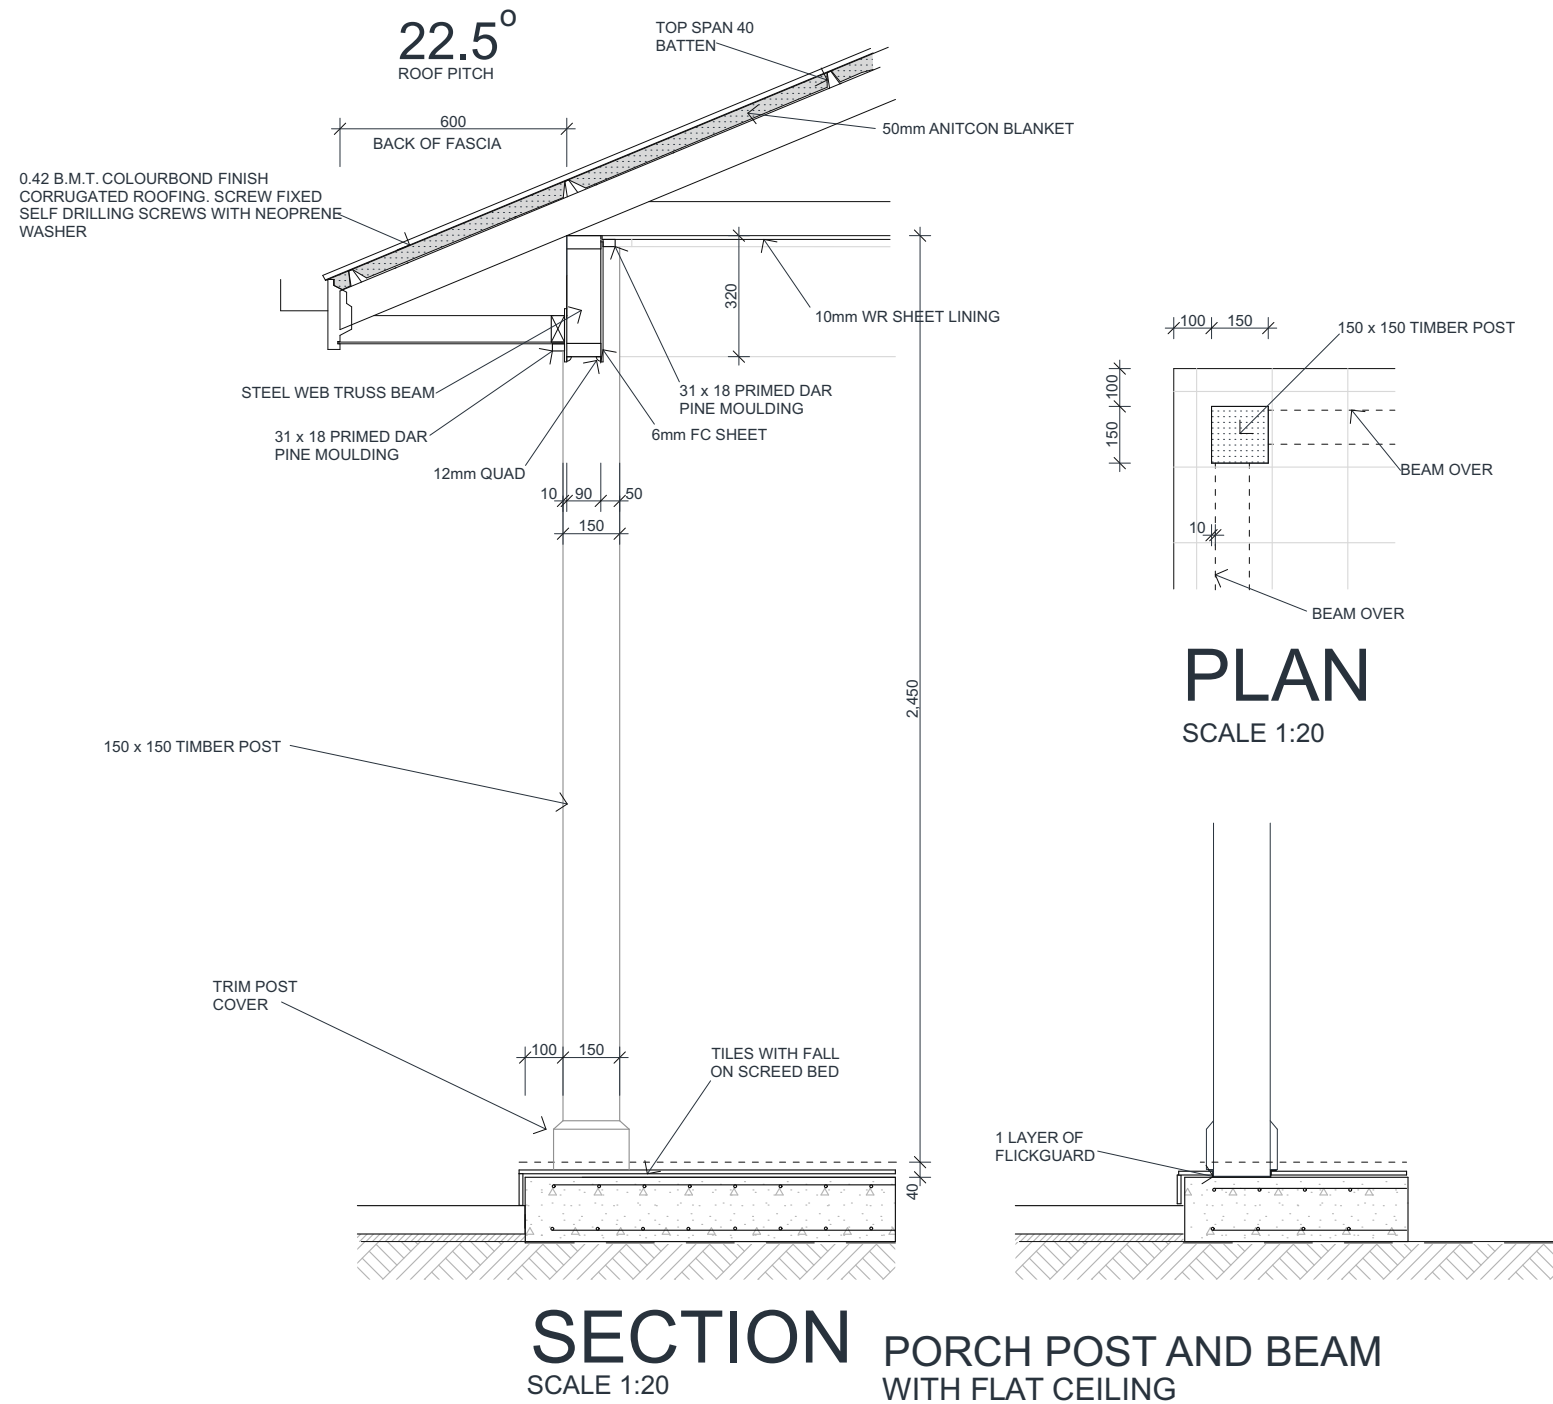 22.5°
ROOF PITCH
TOP SPAN 40
BATTEN
600
BACK OF FASCIA
50mm ANITCON BLANKET
0.42 B.M.T. COLOURBOND FINISH
CORRUGATED ROOFING. SCREW FIXED
SELF DRILLING SCREWS WITH NEOPRENE
WASHER
320
10mm WR SHEET LINING
STEEL WEB TRUSS BEAM
31 x 18 PRIMED DAR
PINE MOULDING
6mm FC SHEET
31 x 18 PRIMED DAR
PINE MOULDING
12mm QUAD
10 90 50
150
2,450
150 x 150 TIMBER POST
TRIM POST
COVER
100 150
TILES WITH FALL
ON SCREED BED
40
100 150
150 x 150 TIMBER POST
100
150
BEAM OVER
10
BEAM OVER
PLAN
SCALE 1:20
1 LAYER OF
FLICKGUARD
SECTION
SCALE 1:20
PORCH POST AND BEAM
WITH FLAT CEILING